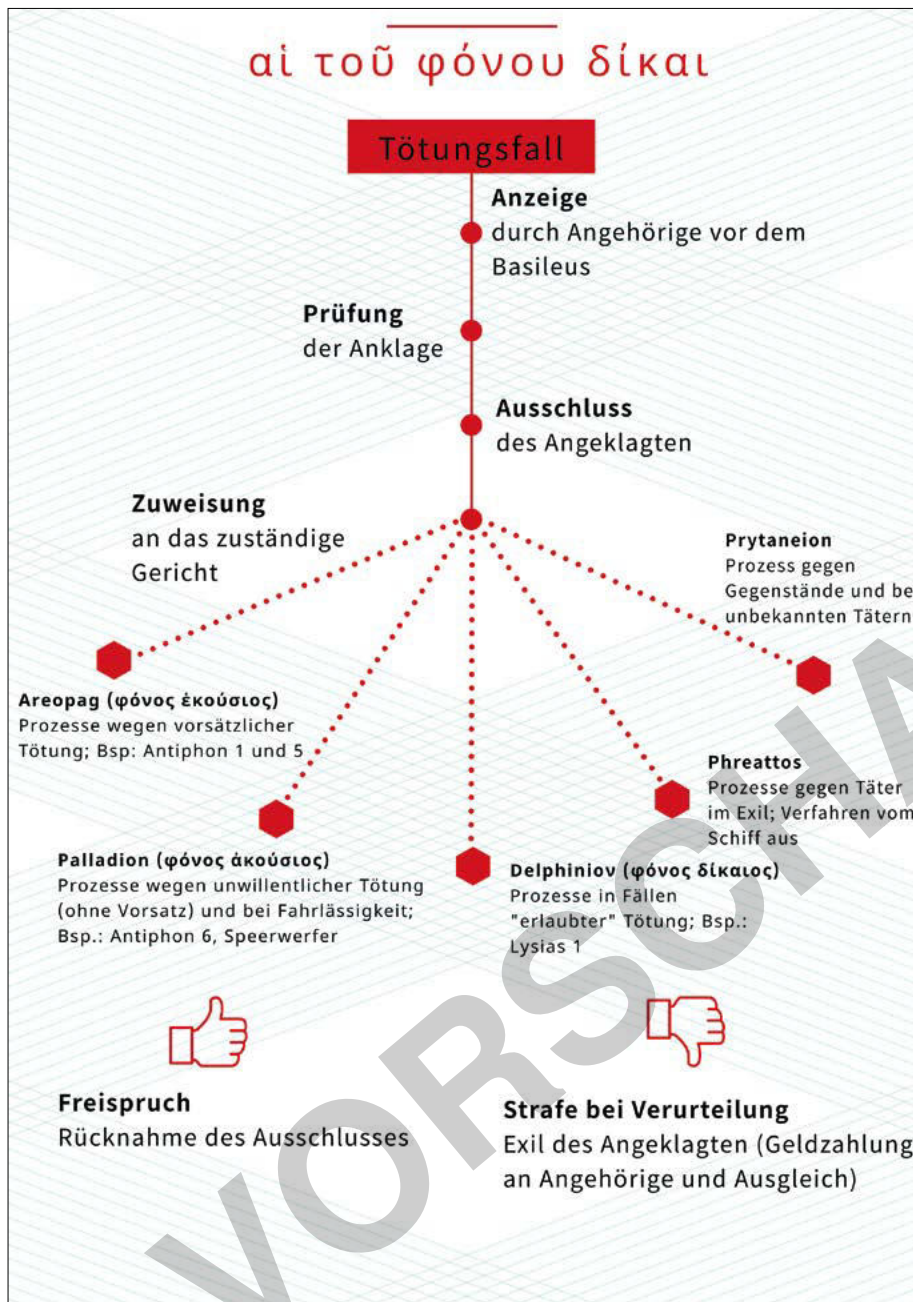 αἱ τοῦ φόνου δίκαι
Tötungsfall
Anzeige
durch Angehörige vor dem
Basileus
Prüfung
der Anklage
Ausschluss
des Angeklagten
Zuweisung
an das zuständige
Gericht
Prytaneion
Prozess gegen
Gegenstände und be
unbekannten Tätern
Areopag (φόνος ἑκούσιος)
Prozesse wegen vorsätzlicher
Tötung; Bsp: Antiphon 1 und 5
Phreattos
Prozesse gegen Täter
im Exil; Verfahren vom
Schiff aus
Palladion (φόνος ἀκούσιος)
Prozesse wegen unwillentlicher Tötung
(ohne Vorsatz) und bei Fahrlässigkeit;
Bsp.: Antiphon 6, Speerwerfer
Delphiniov (φόνος δίκαιος)
Prozesse in Fällen
"erlaubter" Tötung; Bsp.:
Lysias 1
Freispruch
Rücknahme des Ausschlusses
Strafe bei Verurteilung
Exil des Angeklagten (Geldzahlung
an Angehörige und Ausgleich)
VORSCHA